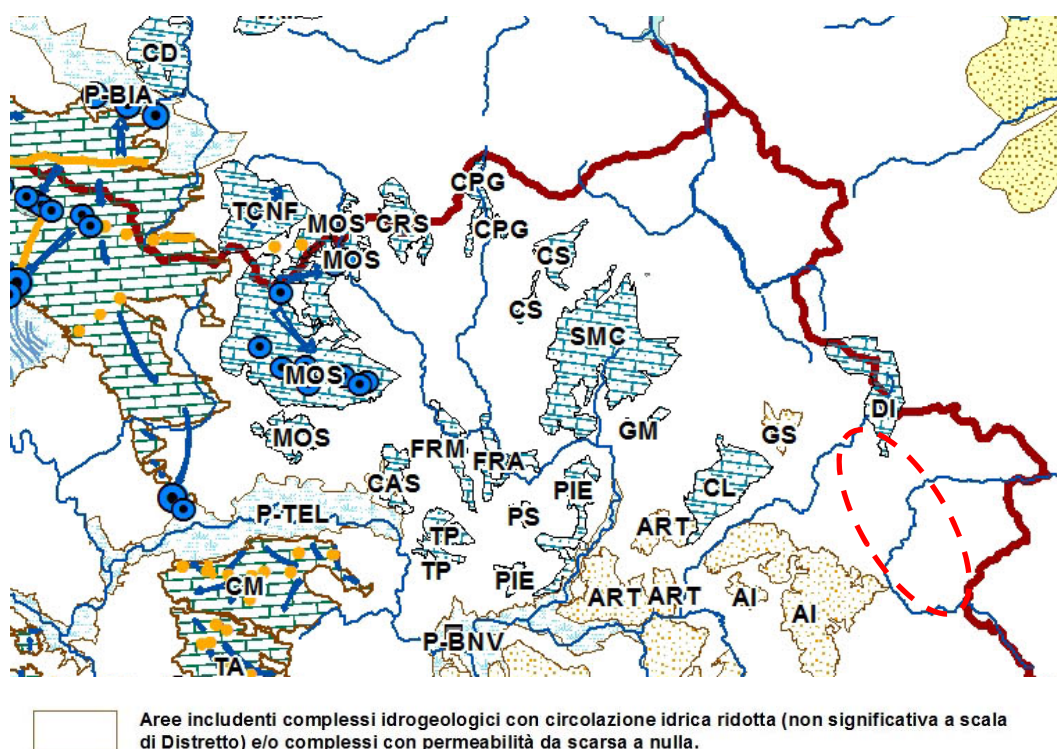 CD
P-BIA
CPG
TCNF
MOS
CRS
CPG
MOS
CS
CS
SMC
MOS
DI
GM
GS
MOS
FRM
FRA
CAS
PIE
CL
P-TEL
PS
TP
ART
TP
CM
PIE
ART
ART
AI
AI
P-BNV
TA
Aree includenti complessi idrogeologici con circolazione idrica ridotta (non significativa a scala
di Distretto) e/o complessi con permeabilità da scarsa a nulla.